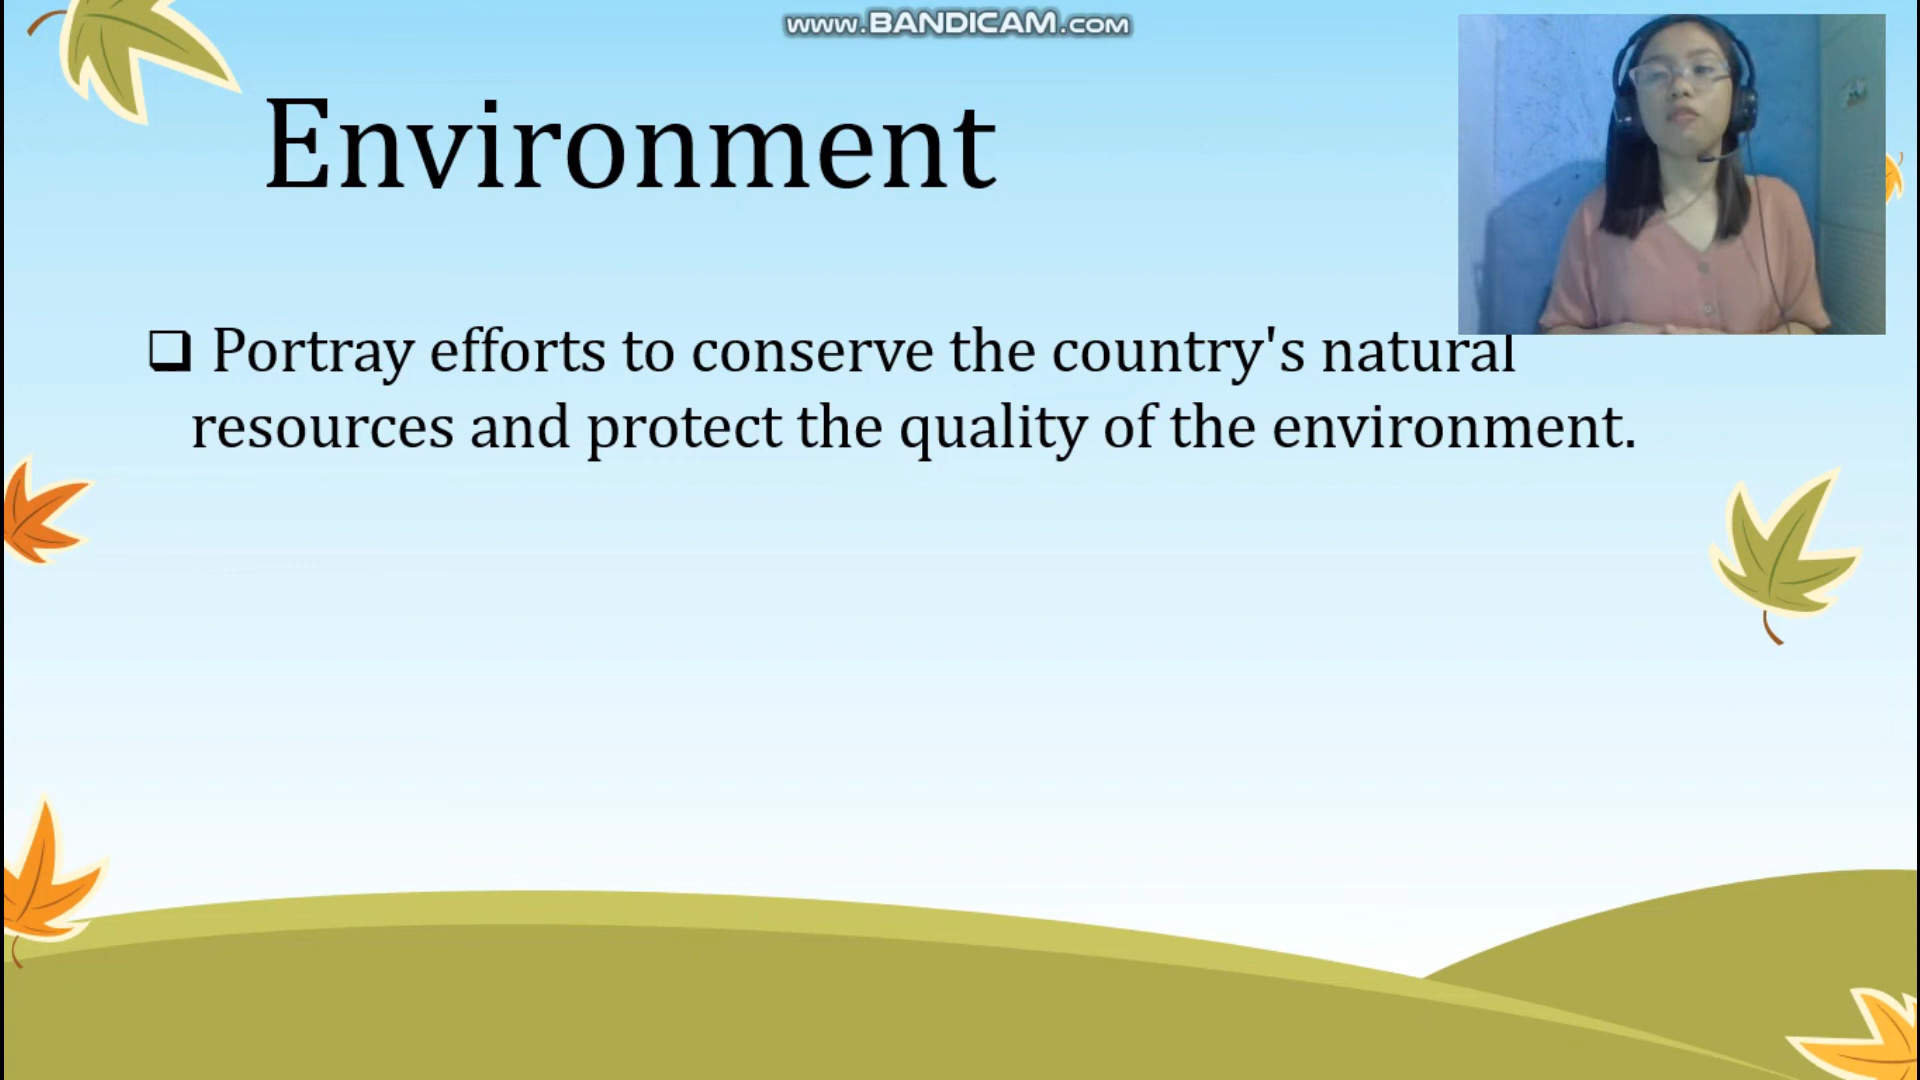 www.BANDICAM.com
Environment
❑ Portray efforts to conserve the country's natural
resources and protect the quality of the environment.